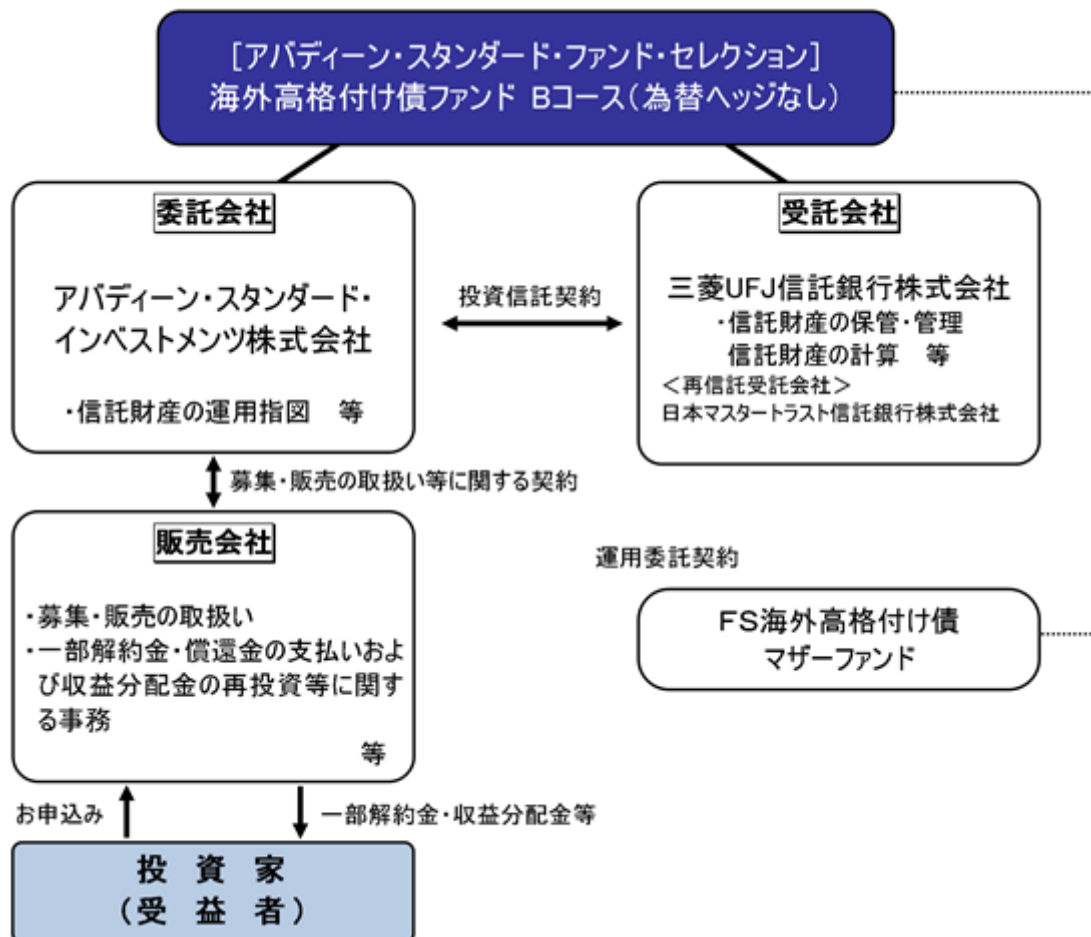 [アバディーン・スタンダード・ファンド・セレクション]
海外高格付け債ファンド Bコース(為替ヘッジなし)
委託会社
アバディーン・スタンダード・
インベストメンツ株式会社
・信託財産の運用指図 等
投資信託契約
受託会社
三菱UFJ信託銀行株式会社
・信託財産の保管・管理
信託財産の計算 等
<再信託受託会社>
日本マスタートラスト信託銀行株式会社
募集・販売の取扱い等に関する契約
販売会社
・募集・販売の取扱い
・一部解約金・償還金の支払いおよ
び収益分配金の再投資等に関す
る事務
等
運用委託契約
FS海外高格付け債
マザーファンド
お申込み
一部解約金・収益分配金等
投 資 家
(受 益 者)